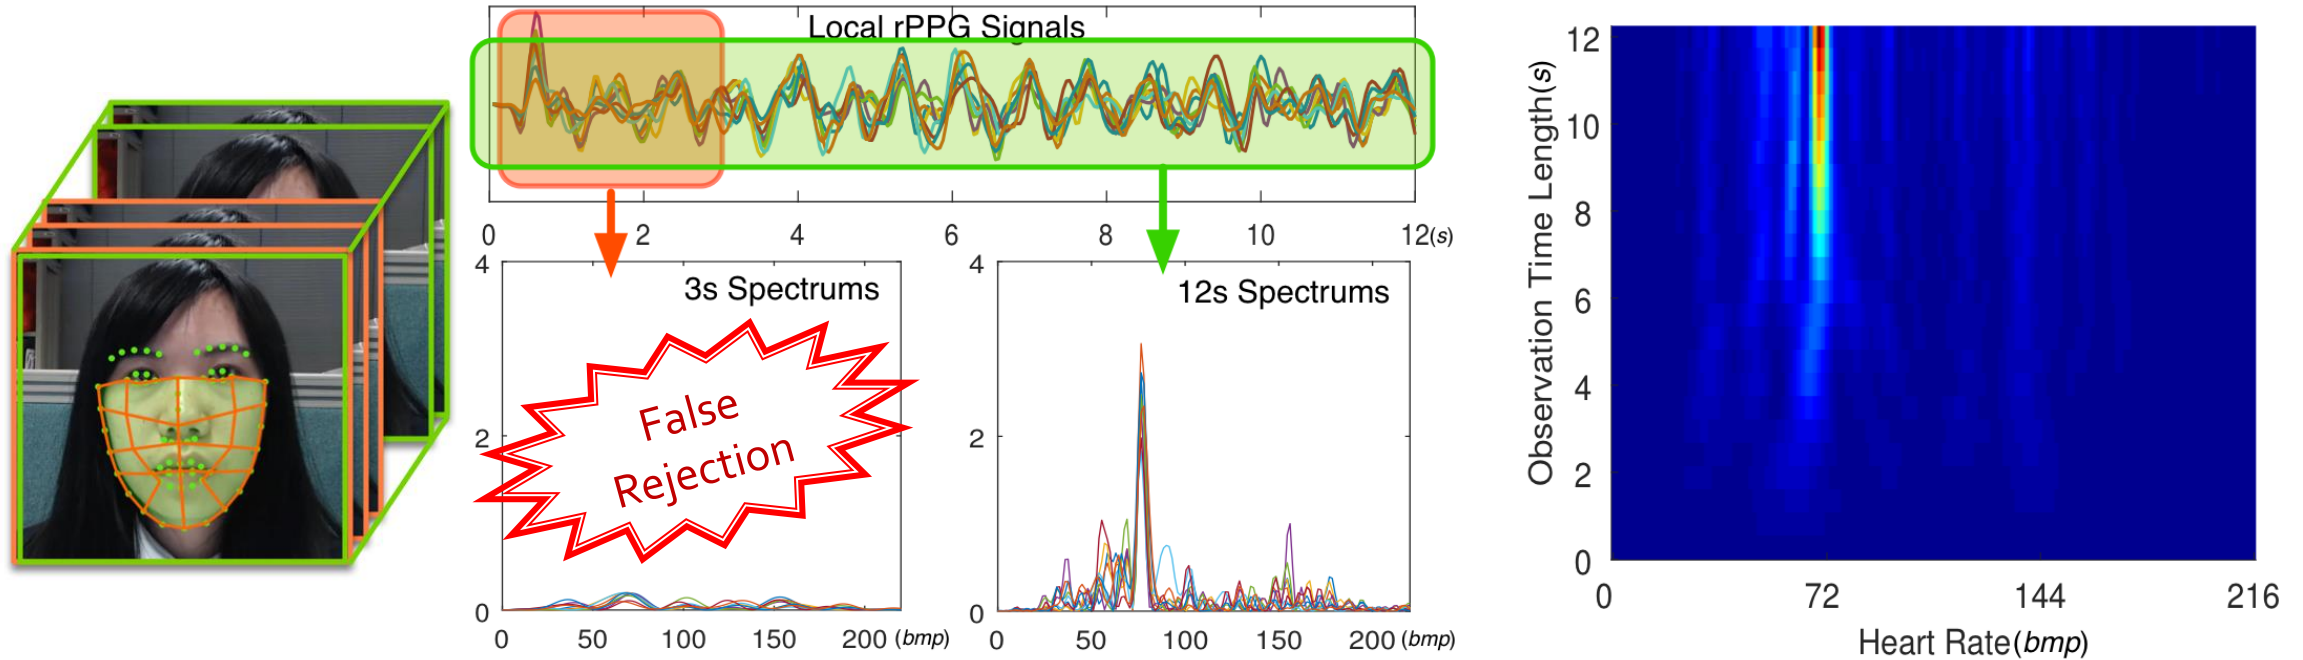 Local rPPG Signals
0 2 4 6 8 10 12(s)
4
2
0
3s Spectrums
False
Rejection
0 50 100 150 200 (bmp)
4
2
0
12s Spectrums
0 50 100 150 200 (bmp)
Observation Time Length(s)
12
10
8
6
4
2
0
0 72 144 216
Heart Rate(bmp)